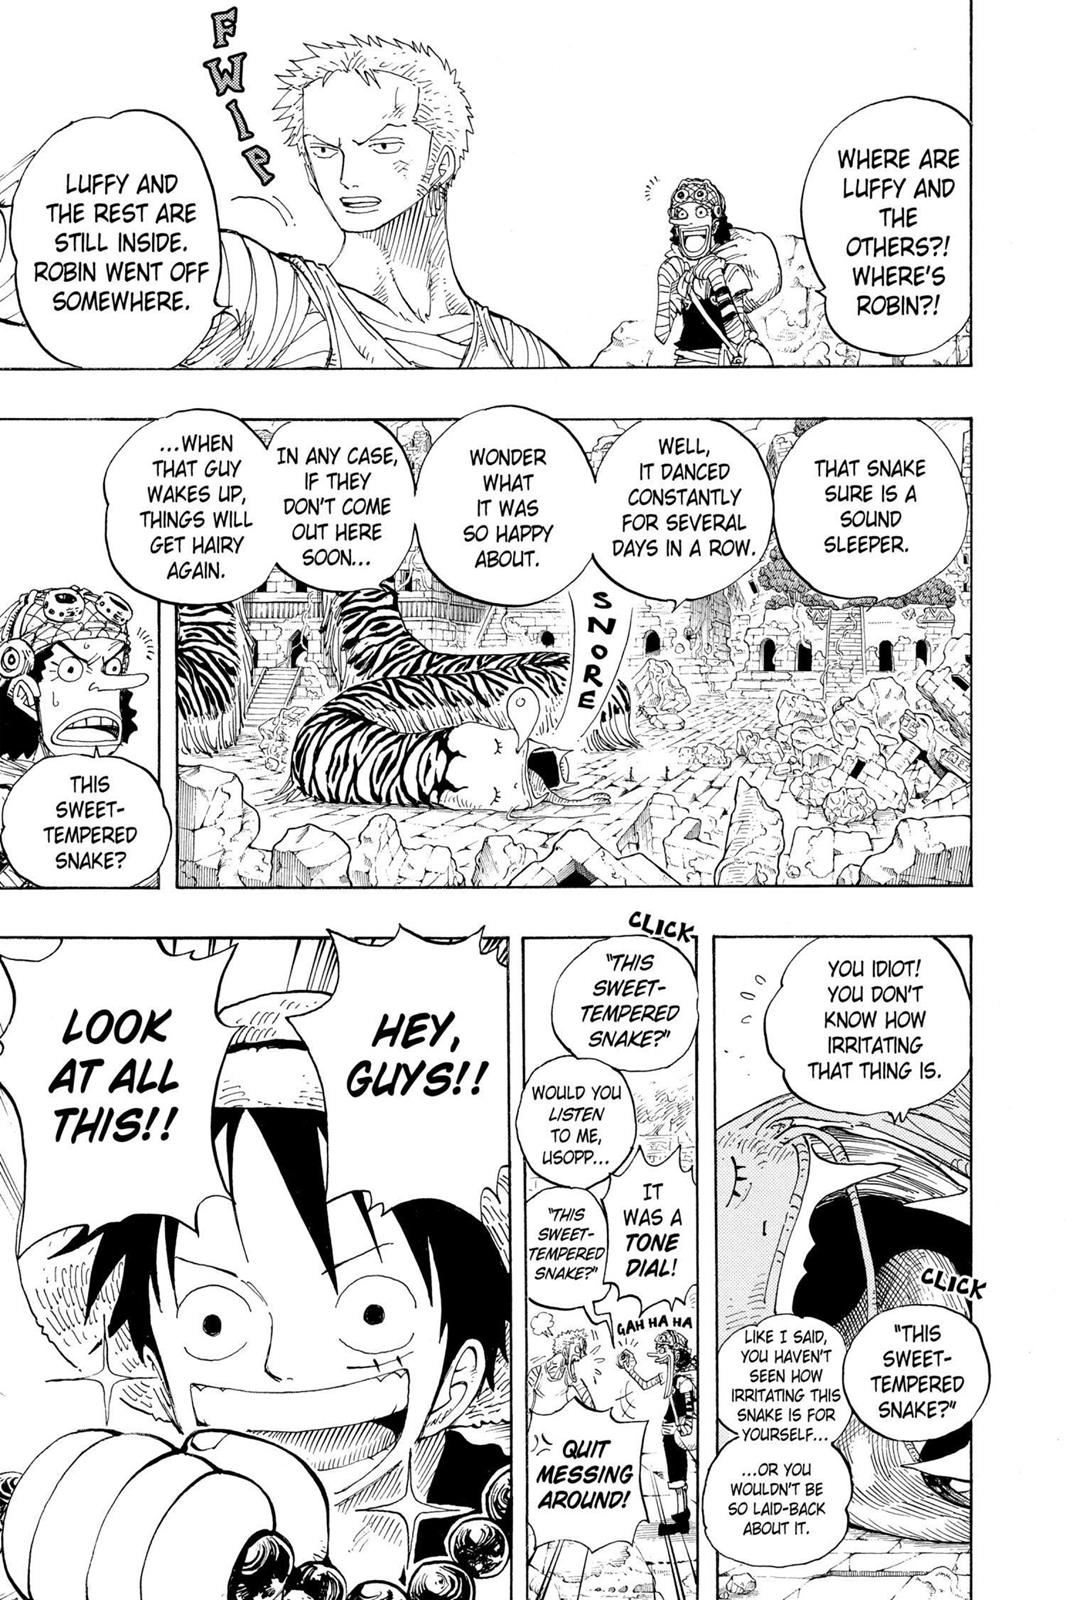 WHERE ARE
LUFFY AND
THE
OTHERS?!
WHERE'S
ROBIN?!
FWIP
LUFFY AND
THE REST ARE
STILL INSIDE.
ROBIN WENT OFF
SOMEWHERE.
THAT SNAKE
SURE IS A
SOUND
SLEEPER.
WELL,
IT DANCED
CONSTANTLY
FOR SEVERAL
DAYS IN A ROW.
WONDER
WHAT
IT WAS
SO HAPPY
ABOUT.
SNORE
IN ANY CASE,
IF THEY
DON'T COME
OUT HERE
SOON...
...WHEN
THAT GUY
WAKES UP,
THINGS WILL
GET HAIRY
AGAIN.
THIS
SWEET-
TEMPERED
SNAKE?
YOU IDIOT!
YOU DON'T
KNOW HOW
IRRITATING
THAT THING IS.
CLICK
"THIS
SWEET-
TEMPERED
SNAKE?"
LIKE I SAID,
YOU HAVEN'T
SEEN HOW
IRRITATING THIS
SNAKE IS FOR
YOURSELF...
...OR YOU
WOULDN'T BE
SO LAID-BACK
ABOUT IT.
CLICK
"THIS
SWEET-
TEMPERED
SNAKE?"
WOULD YOU
LISTEN
TO ME,
USOPP...
IT
WAS A
TONE
DIAL!
"THIS
SWEET-
TEMPERED
SNAKE?"
GAH HA HA
QUIT
MESSING
AROUND!
HEY,
GUYS!!
LOOK
AT ALL
THIS!!